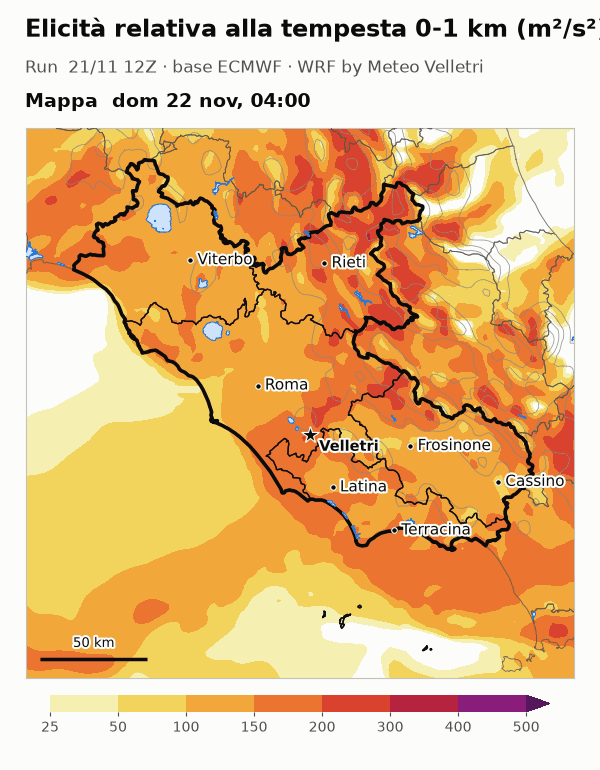 Elicità relativa alla tempesta 0-1 km (m²/s²)
Run 21/11 12Z · base ECMWF · WRF by Meteo Velletri
Mappa dom 22 nov, 04:00
Viterbo
Rieti
Roma
Velletri
Frosinone
Cassino
Latina
Terracina
50 km
25 50 100 150 200 300 400 500